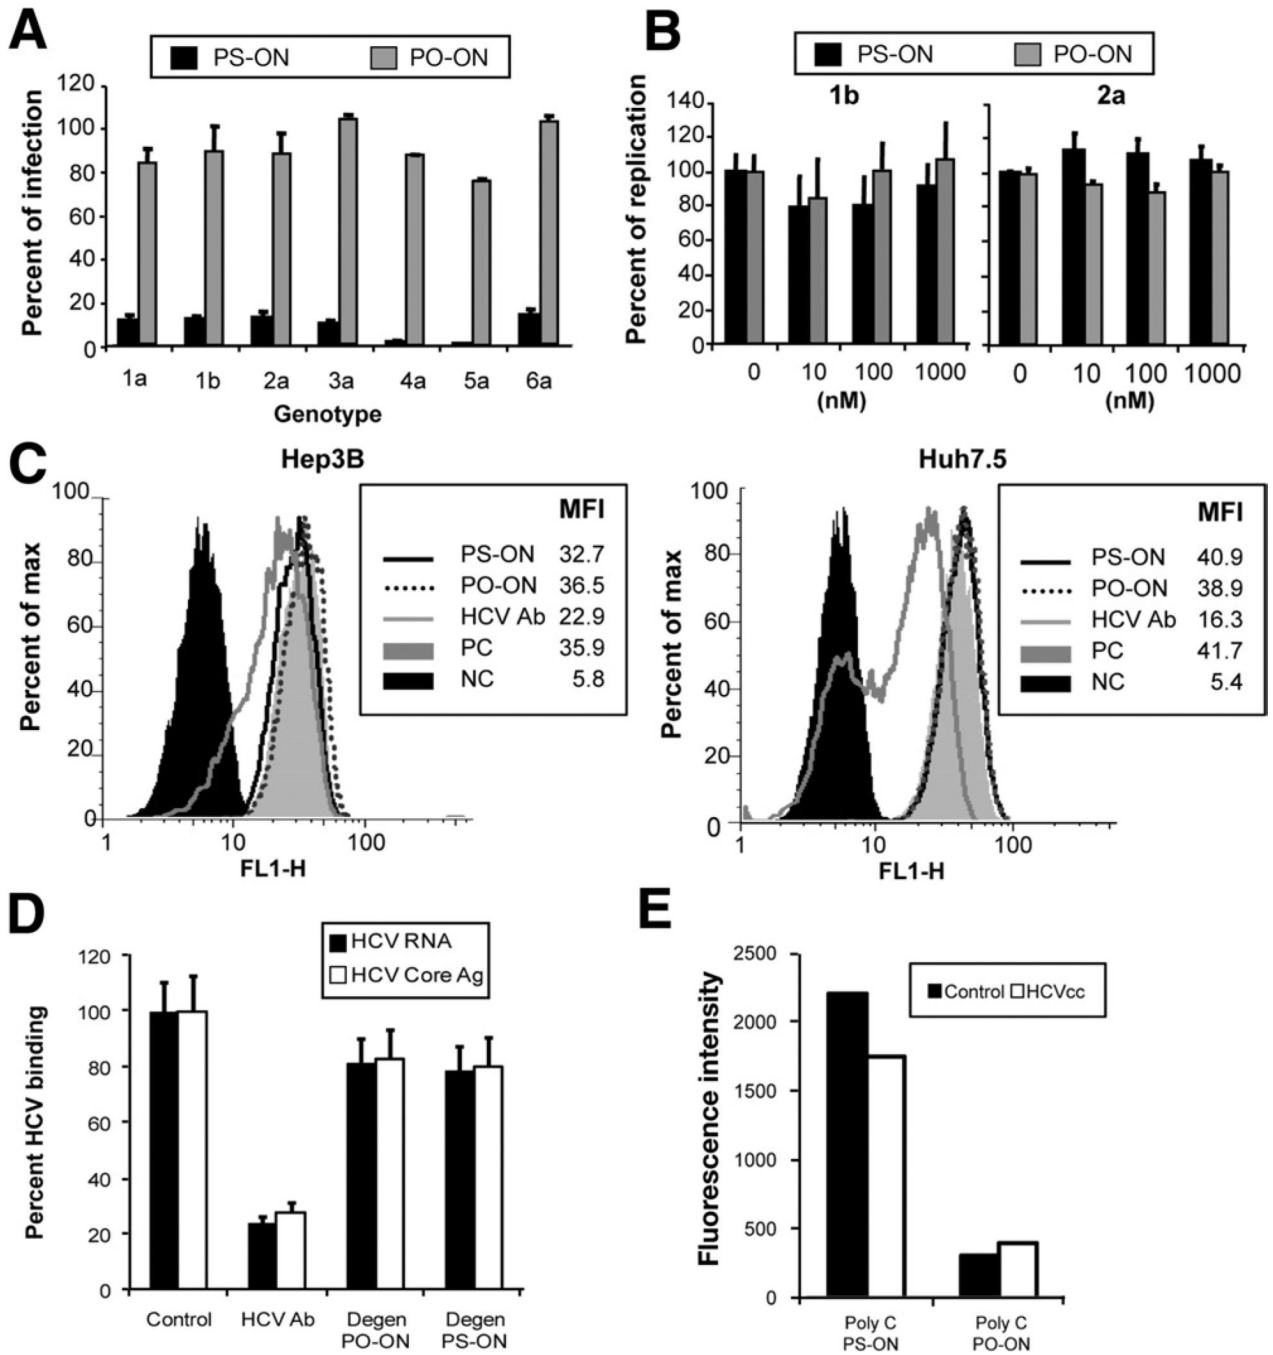 A
PS-ON PO-ON
Percent of infection
120
100
80
60
40
20
0
1a 1b 2a 3a 4a 5a 6a
Genotype
B
PS-ON PO-ON
1b 2a
Percent of replication
140
120
100
80
60
40
20
0
0 10 100 1000 0 10 100 1000
(nM) (nM)
C
Hep3B
Percent of max
100
80
60
40
20
0
1 10 100
FL1-H
MFI
PS-ON 32.7
PO-ON 36.5
HCV Ab 22.9
PC 35.9
NC 5.8
Huh7.5
Percent of max
100
80
60
40
20
0
1 10 100
FL1-H
MFI
PS-ON 40.9
PO-ON 38.9
HCV Ab 16.3
PC 41.7
NC 5.4
D
HCV RNA
HCV Core Ag
Percent HCV binding
120
100
80
60
40
20
0
Control HCV Ab Degen Degen
PO-ON PS-ON
E
Control HCVcc
Fluorescence intensity
2500
2000
1500
1000
500
0
Poly C Poly C
PS-ON PO-ON